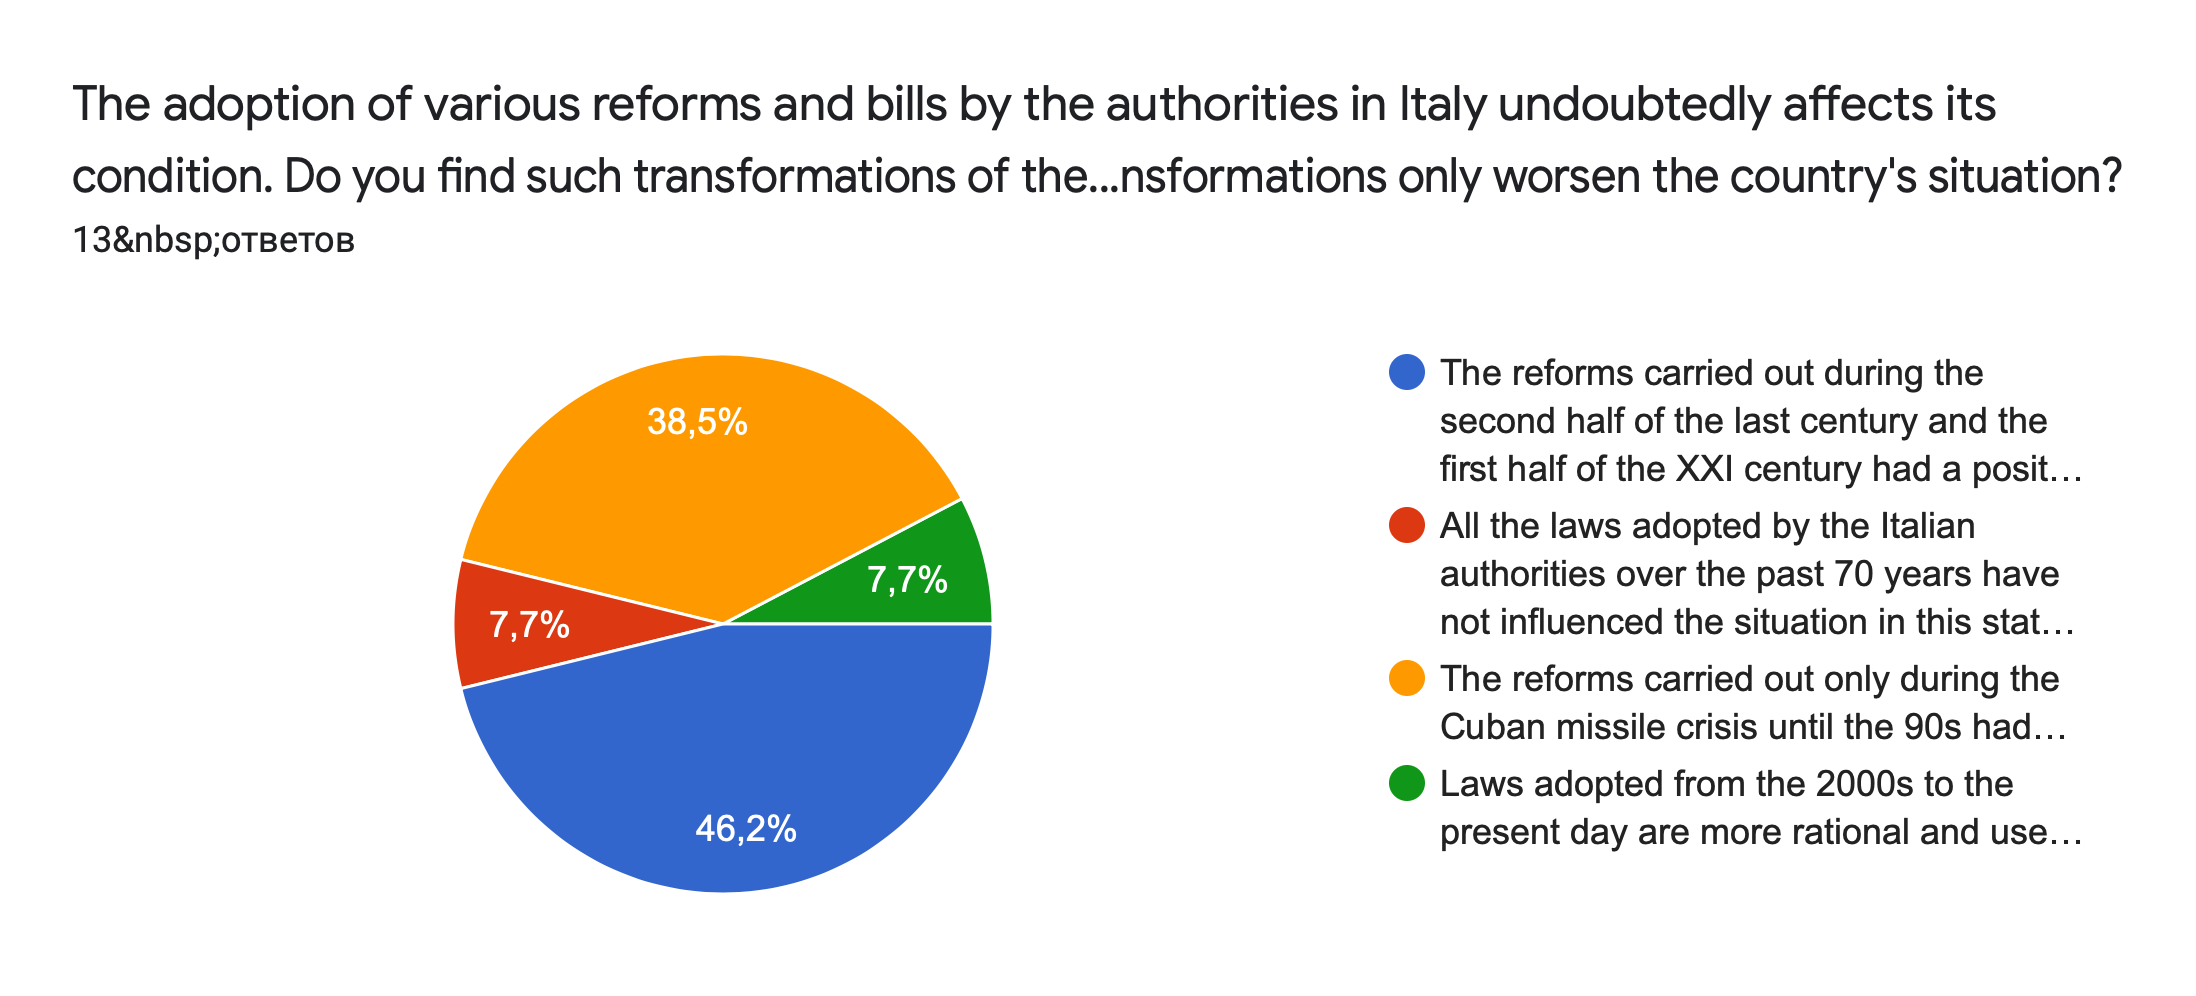 The adoption of various reforms and bills by the authorities in Italy undoubtedly affects its
condition. Do you find such transformations of the...nsformations only worsen the country's situation?
13&nbsp;ответов
38,5%
7,7%
7,7%
46,2%
The reforms carried out during the
second half of the last century and the
first half of the XXI century had a posit…
All the laws adopted by the Italian
authorities over the past 70 years have
not influenced the situation in this stat…
The reforms carried out only during the
Cuban missile crisis until the 90s had…
Laws adopted from the 2000s to the
present day are more rational and use…